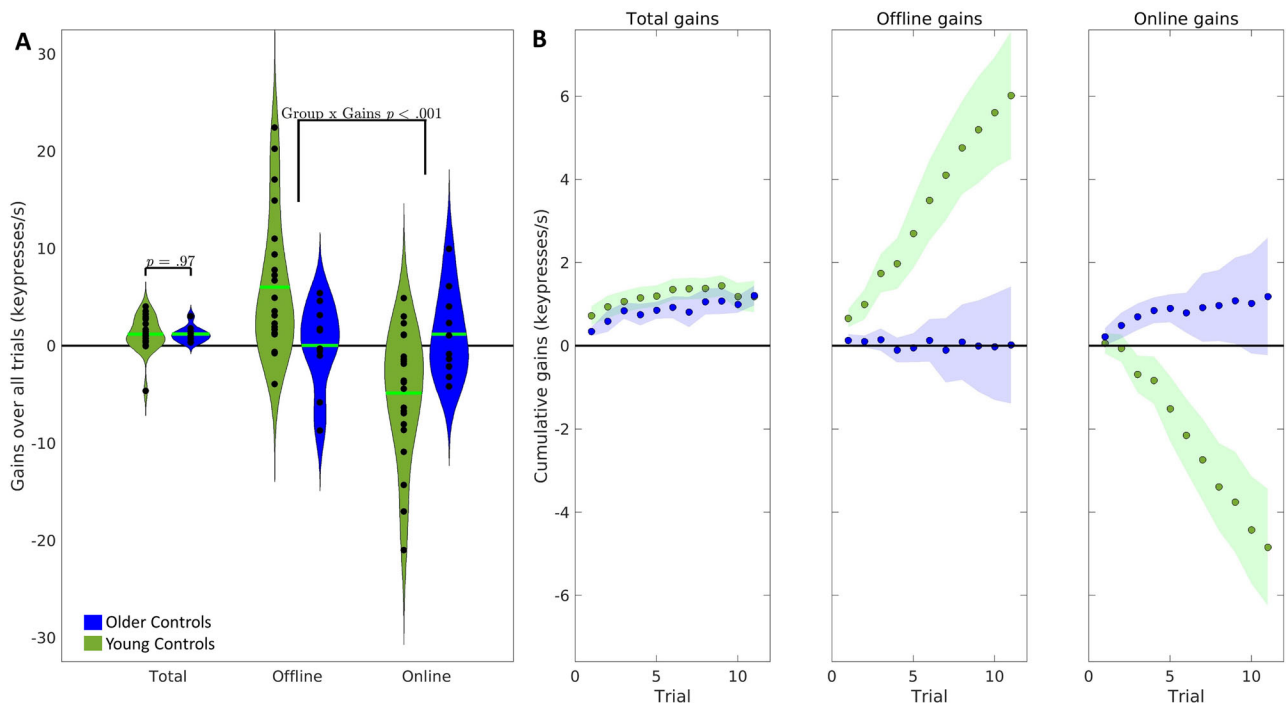 A
Gains over all trials (keypresses/s)
30
20
10
0
-10
-20
-30
p = .97
Group x Gains p < .001
Older Controls
Young Controls
Total
Offline
Online
B
Cumulative gains (keypresses/s)
Total gains
6
4
2
0
-2
-4
-6
0
5
10
Trial
Offline gains
0
5
10
Trial
Online gains
0
5
10
Trial